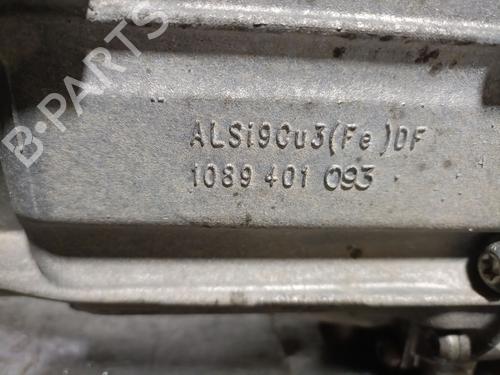 B-PARTS
ALSi9Cu3(Fe)DF
1089 401 093